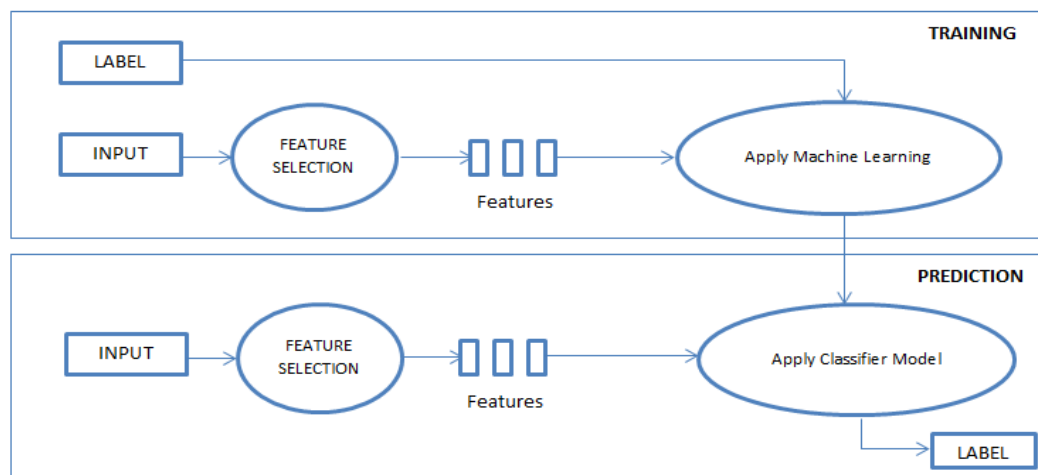 TRAINING
LABEL
INPUT
FEATURE
SELECTION
Features
Apply Machine Learning
PREDICTION
INPUT
FEATURE
SELECTION
Features
Apply Classifier Model
LABEL